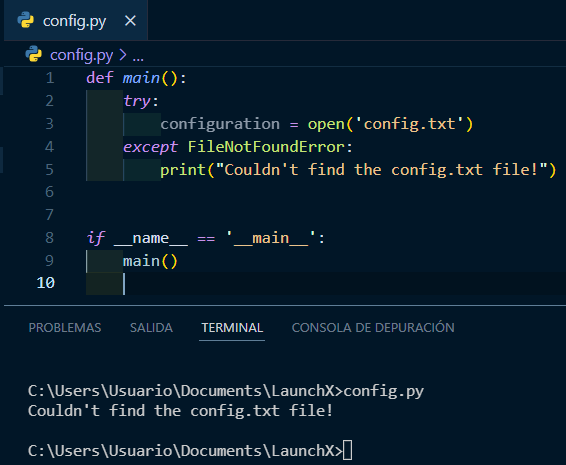 config.py ×
config.py > ...
1 def main():
2 try:
3 configuration = open('config.txt')
4 except FileNotFoundError:
5 print("Couldn't find the config.txt file!")
6
7
8 if __name__ == '__main__':
9 main()
10
PROBLEMAS SALIDA TERMINAL CONSOLA DE DEPURACIÓN
C:\Users\Usuario\Documents\LaunchX>config.py
Couldn't find the config.txt file!
C:\Users\Usuario\Documents\LaunchX>